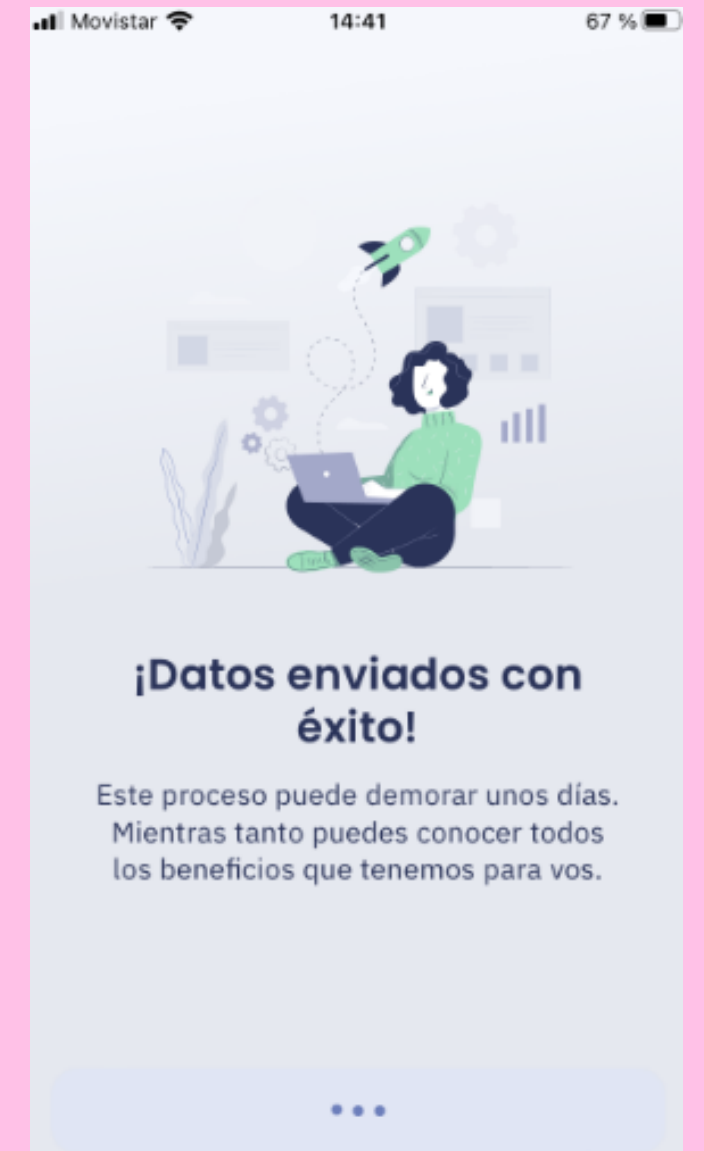 Movistar 14:41 67 %
¡Datos enviados con
éxito!
Este proceso puede demorar unos días.
Mientras tanto puedes conocer todos
los beneficios que tenemos para vos.